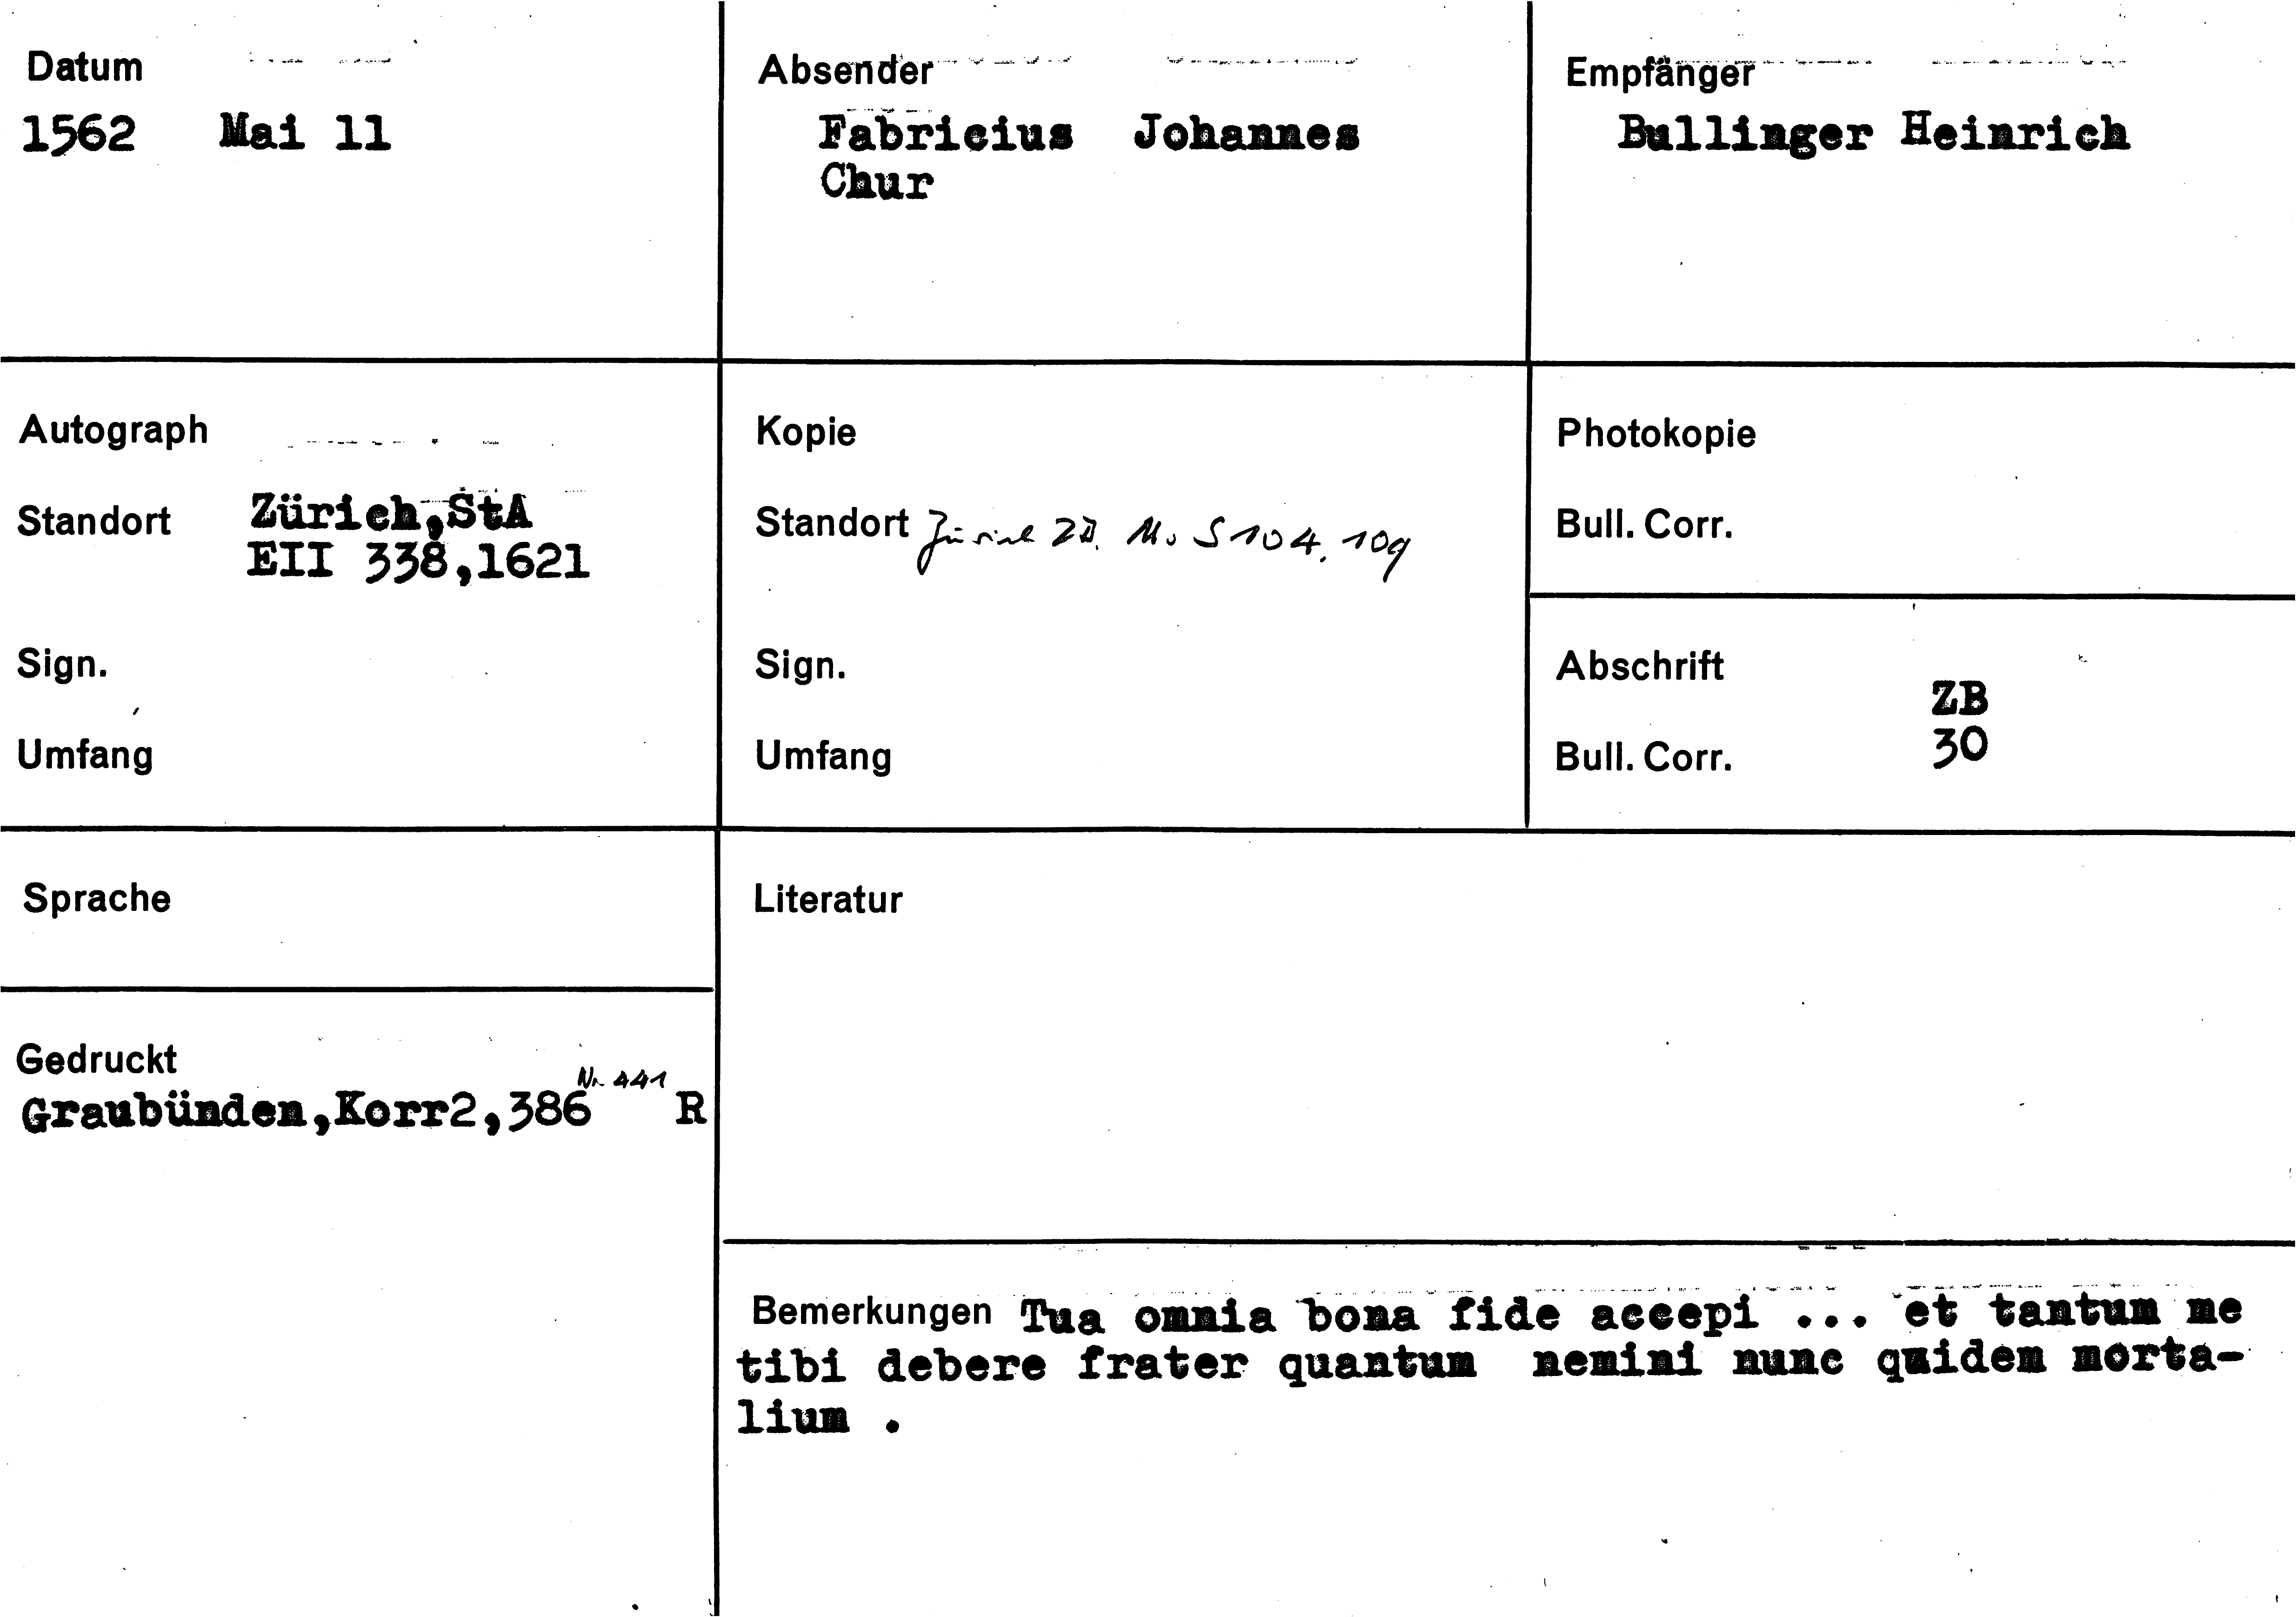 Datum
1562 Mai 11
Absender
Fabricius Johannes
Chur
Empfänger
Bullinger Heinrich
Autograph
Standort Zürich,StA
EII 338,1621
Sign.
Umfang
Kopie
Standort Zürich ZB. Ms S 104, 109
Sign.
Umfang
Photokopie
Bull. Corr.
Abschrift
ZB
Bull. Corr. 30
Sprache
Literatur
Gedruckt
Nr 441
Graubünden,Korr2,386 R
Bemerkungen Tua omnia bona fide accepi ... et tantum me
tibi debere frater quantum nemini nunc quidem morta-
lium .